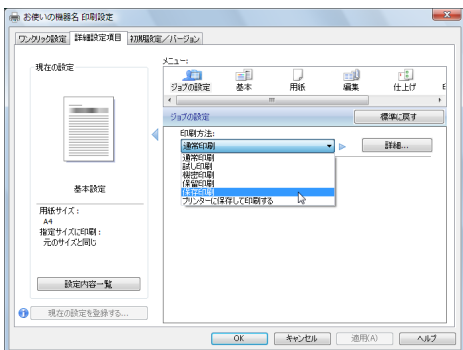 お使いの機器名 印刷設定
ワンクリック設定 詳細設定項目 初期設定/バージョン
現在の設定
メニュー:
ジョブの設定 基本 用紙 編集 仕上げ
ジョブの設定 標準に戻す
印刷方法:
通常印刷 詳細...
通常印刷
試し印刷
機密印刷
保留印刷
保存印刷
プリンターに保存して印刷する
基本設定
用紙サイズ:
A4
指定サイズに印刷:
元のサイズと同じ
設定内容一覧
現在の設定を登録する...
OK キャンセル 適用(A) ヘルプ